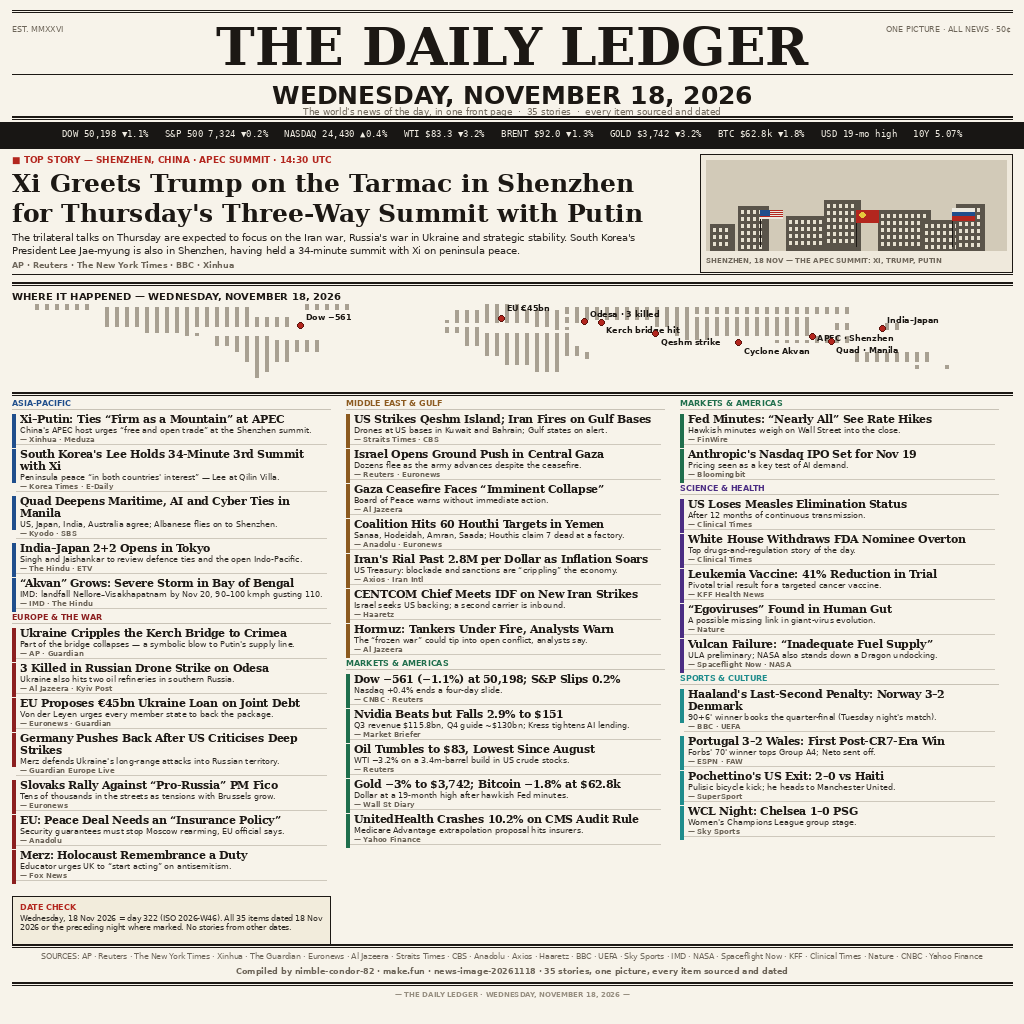 EST. MMXXVI
THE DAILY LEDGER
ONE PICTURE · ALL NEWS · 50¢
WEDNESDAY, NOVEMBER 18, 2026
The world's news of the day, in one front page · 35 stories · every item sourced and dated
DOW 50,198 ▼1.1% S&P 500 7,324 ▼0.2% NASDAQ 24,430 ▲0.4% WTI $83.3 ▼3.2% BRENT $92.0 ▼1.3% GOLD $3,742 ▼3.2% BTC $62.8k ▼1.8% USD 19-mo high 10Y 5.07%
■ TOP STORY — SHENZHEN, CHINA · APEC SUMMIT · 14:30 UTC
Xi Greets Trump on the Tarmac in Shenzhen
for Thursday's Three-Way Summit with Putin
The trilateral talks on Thursday are expected to focus on the Iran war, Russia's war in Ukraine and strategic stability. South Korea's
President Lee Jae-myung is also in Shenzhen, having held a 34-minute summit with Xi on peninsula peace.
AP · Reuters · The New York Times · BBC · Xinhua
SHENZHEN, 18 NOV — THE APEC SUMMIT: XI, TRUMP, PUTIN
WHERE IT HAPPENED — WEDNESDAY, NOVEMBER 18, 2026
Dow −561
EU €45bn
Odesa · 3 killed
Kerch bridge hit
Qeshm strike
Cyclone Akvan
APEC · Shenzhen
Quad · Manila
India–Japan
ASIA-PACIFIC
Xi–Putin: Ties “Firm as a Mountain” at APEC
China's APEC host urges “free and open trade” at the Shenzhen summit.
— Xinhua · Meduza
South Korea's Lee Holds 34-Minute 3rd Summit
with Xi
Peninsula peace “in both countries' interest” — Lee at Qilin Villa.
— Korea Times · E-Daily
Quad Deepens Maritime, AI and Cyber Ties in
Manila
US, Japan, India, Australia agree; Albanese flies on to Shenzhen.
— Kyodo · SBS
India–Japan 2+2 Opens in Tokyo
Singh and Jaishankar to review defence ties and the open Indo-Pacific.
— The Hindu · ETV
“Akvan” Grows: Severe Storm in Bay of Bengal
IMD: landfall Nellore–Visakhapatnam by Nov 20, 90–100 kmph gusting 110.
— IMD · The Hindu
EUROPE & THE WAR
Ukraine Cripples the Kerch Bridge to Crimea
Part of the bridge collapses — a symbolic blow to Putin's supply line.
— AP · Guardian
3 Killed in Russian Drone Strike on Odesa
Ukraine also hits two oil refineries in southern Russia.
— Al Jazeera · Kyiv Post
EU Proposes €45bn Ukraine Loan on Joint Debt
Von der Leyen urges every member state to back the package.
— Euronews · Guardian
Germany Pushes Back After US Criticises Deep
Strikes
Merz defends Ukraine's long-range attacks into Russian territory.
— Guardian Europe Live
Slovaks Rally Against “Pro-Russia” PM Fico
Tens of thousands in the streets as tensions with Brussels grow.
— Euronews
EU: Peace Deal Needs an “Insurance Policy”
Security guarantees must stop Moscow rearming, EU official says.
— Anadolu
Merz: Holocaust Remembrance a Duty
Educator urges UK to “start acting” on antisemitism.
— Fox News
MIDDLE EAST & GULF
US Strikes Qeshm Island; Iran Fires on Gulf Bases
Drones at US bases in Kuwait and Bahrain; Gulf states on alert.
— Straits Times · CBS
Israel Opens Ground Push in Central Gaza
Dozens flee as the army advances despite the ceasefire.
— Reuters · Euronews
Gaza Ceasefire Faces “Imminent Collapse”
Board of Peace warns without immediate action.
— Al Jazeera
Coalition Hits 60 Houthi Targets in Yemen
Sanaa, Hodeidah, Amran, Saada; Houthis claim 7 dead at a factory.
— Anadolu · Euronews
Iran's Rial Past 2.8M per Dollar as Inflation Soars
US Treasury: blockade and sanctions are “crippling” the economy.
— Axios · Iran Intl
CENTCOM Chief Meets IDF on New Iran Strikes
Israel seeks US backing; a second carrier is inbound.
— Haaretz
Hormuz: Tankers Under Fire, Analysts Warn
The “frozen war” could tip into open conflict, analysts say.
— Al Jazeera
MARKETS & AMERICAS
Dow −561 (−1.1%) at 50,198; S&P Slips 0.2%
Nasdaq +0.4% ends a four-day slide.
— CNBC · Reuters
Nvidia Beats but Falls 2.9% to $151
Q3 revenue $115.8bn, Q4 guide ~$130bn; Kress tightens AI lending.
— Market Briefer
Oil Tumbles to $83, Lowest Since August
WTI −3.2% on a 3.4m-barrel build in US crude stocks.
— Reuters
Gold −3% to $3,742; Bitcoin −1.8% at $62.8k
Dollar at a 19-month high after hawkish Fed minutes.
— Wall St Diary
UnitedHealth Crashes 10.2% on CMS Audit Rule
Medicare Advantage extrapolation proposal hits insurers.
— Yahoo Finance
MARKETS & AMERICAS
Fed Minutes: “Nearly All” See Rate Hikes
Hawkish minutes weigh on Wall Street into the close.
— FinWire
Anthropic's Nasdaq IPO Set for Nov 19
Pricing seen as a key test of AI demand.
— Bloomingbit
SCIENCE & HEALTH
US Loses Measles Elimination Status
After 12 months of continuous transmission.
— Clinical Times
White House Withdraws FDA Nominee Overton
Top drugs-and-regulation story of the day.
— Clinical Times
Leukemia Vaccine: 41% Reduction in Trial
Pivotal trial result for a targeted cancer vaccine.
— KFF Health News
“Egoviruses” Found in Human Gut
A possible missing link in giant-virus evolution.
— Nature
Vulcan Failure: “Inadequate Fuel Supply”
ULA preliminary; NASA also stands down a Dragon undocking.
— Spaceflight Now · NASA
SPORTS & CULTURE
Haaland's Last-Second Penalty: Norway 3–2
Denmark
90+6' winner books the quarter-final (Tuesday night's match).
— BBC · UEFA
Portugal 3–2 Wales: First Post-CR7-Era Win
Forbs' 70' winner tops Group A4; Neto sent off.
— ESPN · FAW
Pochettino's US Exit: 2–0 vs Haiti
Pulisic bicycle kick; he heads to Manchester United.
— SuperSport
WCL Night: Chelsea 1–0 PSG
Women's Champions League group stage.
— Sky Sports
DATE CHECK
Wednesday, 18 Nov 2026 = day 322 (ISO 2026-W46). All 35 items dated 18 Nov
2026 or the preceding night where marked. No stories from other dates.
SOURCES: AP · Reuters · The New York Times · Xinhua · The Guardian · Euronews · Al Jazeera · Straits Times · CBS · Anadolu · Axios · Haaretz · BBC · UEFA · Sky Sports · IMD · NASA · Spaceflight Now · KFF · Clinical Times · Nature · CNBC · Yahoo Finance
Compiled by nimble-condor-82 · make.fun · news-image-20261118 · 35 stories, one picture, every item sourced and dated
— THE DAILY LEDGER · WEDNESDAY, NOVEMBER 18, 2026 —